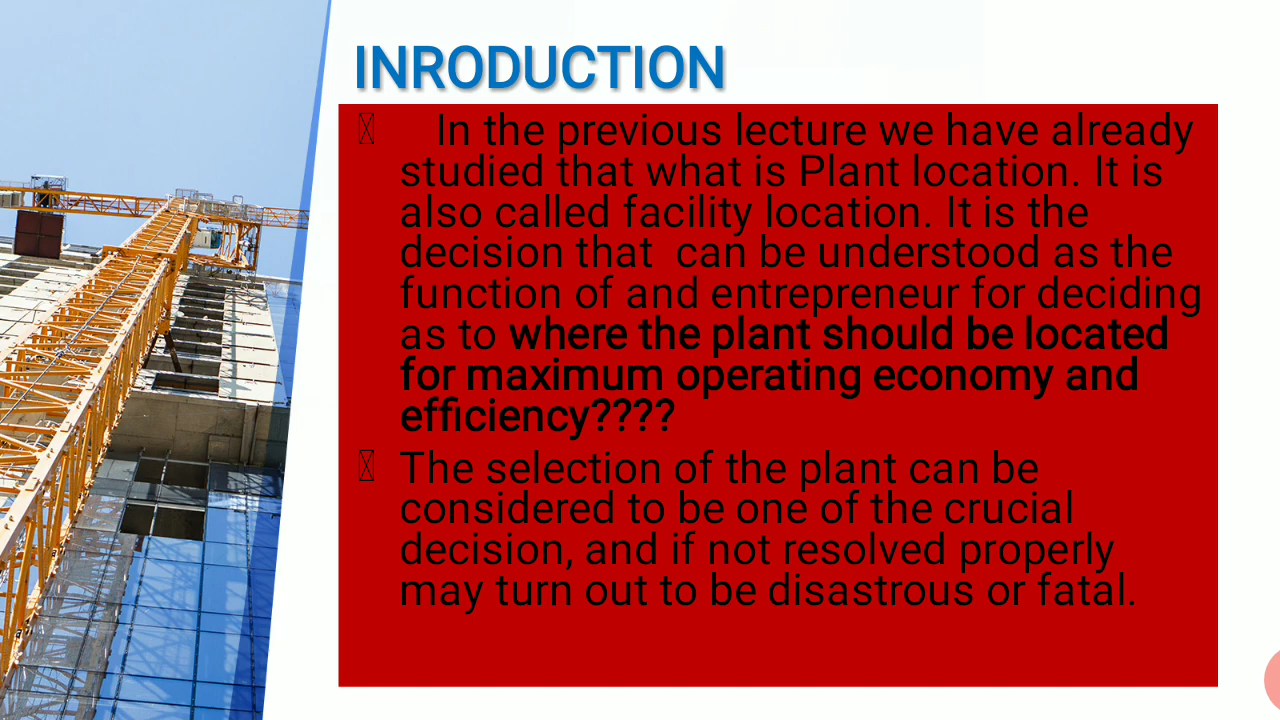 INRODUCTION
In the previous lecture we have already
studied that what is Plant location. It is
also called facility location. It is the
decision that  can be understood as the
function of and entrepreneur for deciding
as to where the plant should be located
for maximum operating economy and
efficiency????
The selection of the plant can be
considered to be one of the crucial
decision, and if not resolved properly
may turn out to be disastrous or fatal.